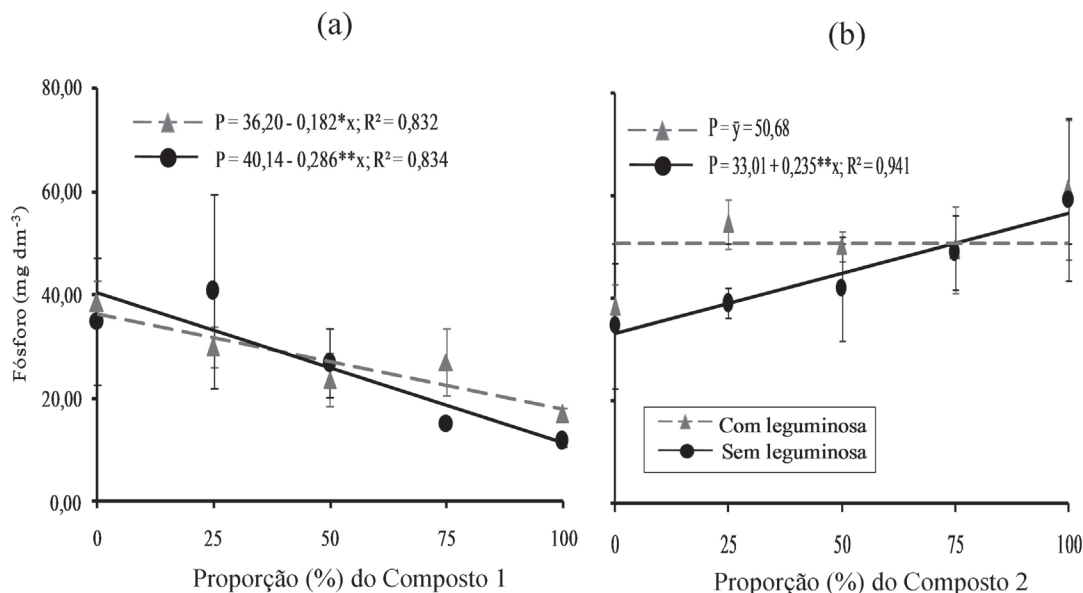 (a)
(b)
80,00
60,00
40,00
20,00
0,00
Fósforo (mg dm⁻³)
P = 36,20 - 0,182*x; R² = 0,832
P = 40,14 - 0,286**x; R² = 0,834
P = ȳ = 50,68
P = 33,01 + 0,235**x; R² = 0,941
Com leguminosa
Sem leguminosa
0 25 50 75 100
0 25 50 75 100
Proporção (%) do Composto 1
Proporção (%) do Composto 2